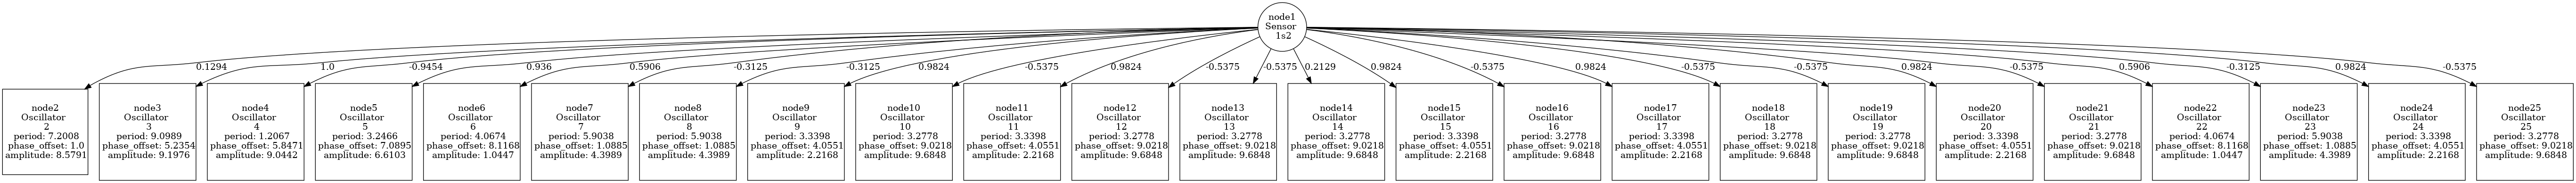 node1
Sensor
1s2
0.1294
1.0
-0.9454
0.936
0.5906
-0.3125
-0.3125
0.9824
-0.5375
0.9824
-0.5375
-0.5375
0.2129
0.9824
-0.5375
0.9824
-0.5375
-0.5375
0.9824
-0.5375
0.5906
-0.3125
0.9824
-0.5375
node2
Oscillator
2
period: 7.2008
phase_offset: 1.0
amplitude: 8.5791
node3
Oscillator
3
period: 9.0989
phase_offset: 5.2354
amplitude: 9.1976
node4
Oscillator
4
period: 1.2067
phase_offset: 5.8471
amplitude: 9.0442
node5
Oscillator
5
period: 3.2466
phase_offset: 7.0895
amplitude: 6.6103
node6
Oscillator
6
period: 4.0674
phase_offset: 8.1168
amplitude: 1.0447
node7
Oscillator
7
period: 5.9038
phase_offset: 1.0885
amplitude: 4.3989
node8
Oscillator
8
period: 5.9038
phase_offset: 1.0885
amplitude: 4.3989
node9
Oscillator
9
period: 3.3398
phase_offset: 4.0551
amplitude: 2.2168
node10
Oscillator
10
period: 3.2778
phase_offset: 9.0218
amplitude: 9.6848
node11
Oscillator
11
period: 3.3398
phase_offset: 4.0551
amplitude: 2.2168
node12
Oscillator
12
period: 3.2778
phase_offset: 9.0218
amplitude: 9.6848
node13
Oscillator
13
period: 3.2778
phase_offset: 9.0218
amplitude: 9.6848
node14
Oscillator
14
period: 3.2778
phase_offset: 9.0218
amplitude: 9.6848
node15
Oscillator
15
period: 3.3398
phase_offset: 4.0551
amplitude: 2.2168
node16
Oscillator
16
period: 3.2778
phase_offset: 9.0218
amplitude: 9.6848
node17
Oscillator
17
period: 3.3398
phase_offset: 4.0551
amplitude: 2.2168
node18
Oscillator
18
period: 3.2778
phase_offset: 9.0218
amplitude: 9.6848
node19
Oscillator
19
period: 3.2778
phase_offset: 9.0218
amplitude: 9.6848
node20
Oscillator
20
period: 3.3398
phase_offset: 4.0551
amplitude: 2.2168
node21
Oscillator
21
period: 3.2778
phase_offset: 9.0218
amplitude: 9.6848
node22
Oscillator
22
period: 4.0674
phase_offset: 8.1168
amplitude: 1.0447
node23
Oscillator
23
period: 5.9038
phase_offset: 1.0885
amplitude: 4.3989
node24
Oscillator
24
period: 3.3398
phase_offset: 4.0551
amplitude: 2.2168
node25
Oscillator
25
period: 3.2778
phase_offset: 9.0218
amplitude: 9.6848